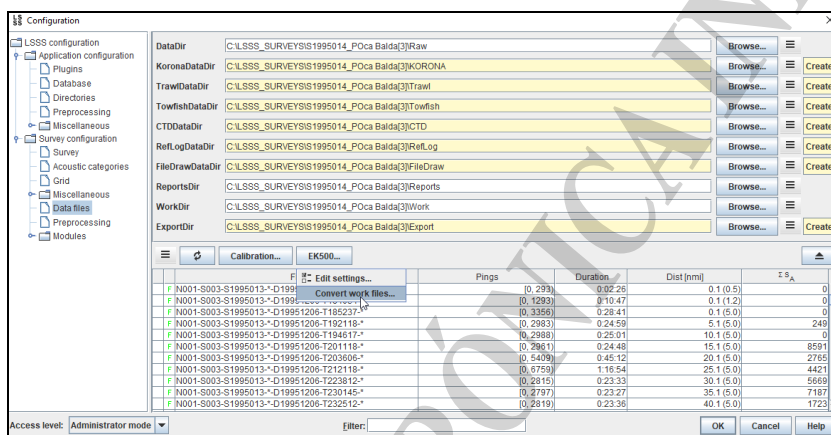 Configuration
LSSS configuration
Application configuration
Plugins
Database
Directories
Preprocessing
Miscellaneous
Survey configuration
Survey
Acoustic categories
Grid
Miscellaneous
Data files
Preprocessing
Modules
DataDir C:\LSSS_SURVEYS\S1995014_POca Balda[3]\Raw Browse...
KoronaDataDir C:\LSSS_SURVEYS\S1995014_POca Balda[3]\KORONA Browse... Create
TrawlDataDir C:\LSSS_SURVEYS\S1995014_POca Balda[3]\Trawl Browse... Create
TowfishDataDir C:\LSSS_SURVEYS\S1995014_POca Balda[3]\Towfish Browse... Create
CTDDataDir C:\LSSS_SURVEYS\S1995014_POca Balda[3]\CTD Browse... Create
RefLogDataDir C:\LSSS_SURVEYS\S1995014_POca Balda[3]\RefLog Browse... Create
FileDrawDataDir C:\LSSS_SURVEYS\S1995014_POca Balda[3]\FileDraw Browse... Create
ReportsDir C:\LSSS_SURVEYS\S1995014_POca Balda[3]\Reports Browse...
WorkDir C:\LSSS_SURVEYS\S1995014_POca Balda[3]\Work Browse...
ExportDir C:\LSSS_SURVEYS\S1995014_POca Balda[3]\Export Browse... Create
Calibration... EK500...
F Pings Duration Dist [nmi] Σ SA
Edit settings...
Convert work files...
F N001-S003-S1995013-*-D199 [0, 293) 0:02:26 0.1 (0.5) 0
F N001-S003-S1995013-*-D19951206- [0, 1293) 0:10:47 0.1 (1.2) 0
F N001-S003-S1995013-*-D19951206-T185237-* [0, 3356) 0:28:41 0.1 (5.0) 0
F N001-S003-S1995013-*-D19951206-T192118-* [0, 2983) 0:24:59 5.1 (5.0) 249
F N001-S003-S1995013-*-D19951206-T194617-* [0, 2988) 0:25:01 10.1 (5.0) 0
F N001-S003-S1995013-*-D19951206-T201118-* [0, 2961) 0:24:48 15.1 (5.0) 8591
F N001-S003-S1995013-*-D19951206-T203606-* [0, 5409) 0:45:12 20.1 (5.0) 2765
F N001-S003-S1995013-*-D19951206-T212118-* [0, 6759) 1:16:54 25.1 (5.0) 4421
F N001-S003-S1995013-*-D19951206-T223812-* [0, 2815) 0:23:33 30.1 (5.0) 5669
F N001-S003-S1995013-*-D19951206-T230145-* [0, 2797) 0:23:27 35.1 (5.0) 7187
F N001-S003-S1995013-*-D19951206-T232512-* [0, 2819) 0:23:36 40.1 (5.0) 1723
Access level: Administrator mode Filter: OK Cancel Help
RÓNICA IN